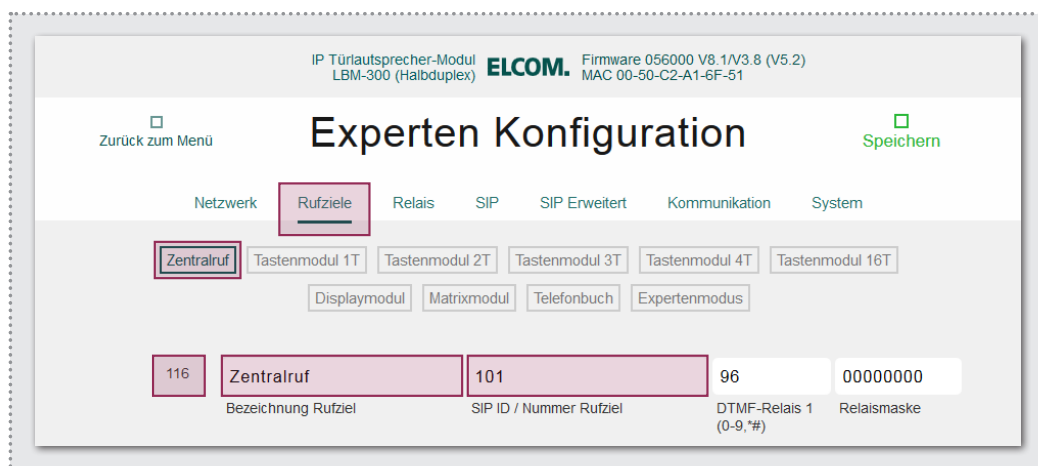 IP Türlautsprecher-Modul
LBM-300 (Halbduplex)
ELCOM.
Firmware 056000 V8.1/V3.8 (V5.2)
MAC 00-50-C2-A1-6F-51
Zurück zum Menü
Experten Konfiguration
Speichern
Netzwerk Rufziele Relais SIP SIP Erweitert Kommunikation System
Zentralruf Tastenmodul 1T Tastenmodul 2T Tastenmodul 3T Tastenmodul 4T Tastenmodul 16T
Displaymodul Matrixmodul Telefonbuch Expertenmodus
116 Zentralruf 101 96 00000000
Bezeichnung Rufziel SIP ID / Nummer Rufziel DTMF-Relais 1 Relaismaske
(0-9,*#)